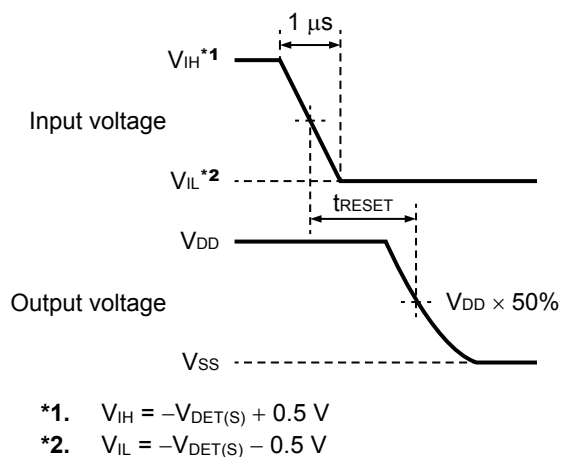 1 μs
VIH*1
Input voltage
VIL*2
tRESET
VDD
Output voltage
VDD × 50%
VSS
*1. VIH = −VDET(S) + 0.5 V
*2. VIL = −VDET(S) − 0.5 V